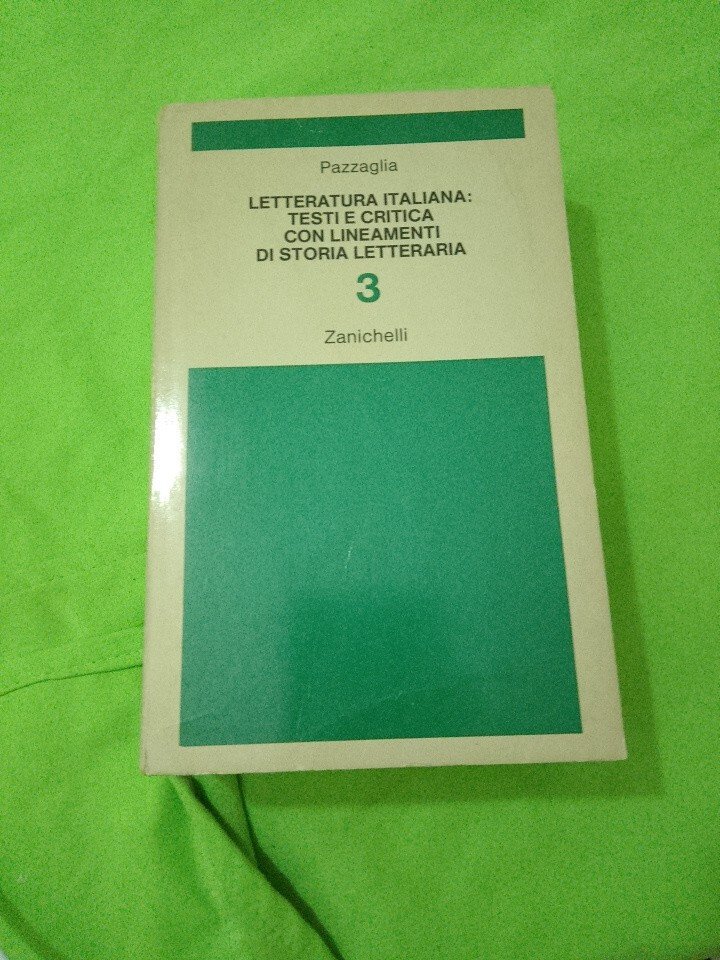 Pazzaglia
LETTERATURA ITALIANA:
TESTI E CRITICA
CON LINEAMENTI
DI STORIA LETTERARIA
3
Zanichelli